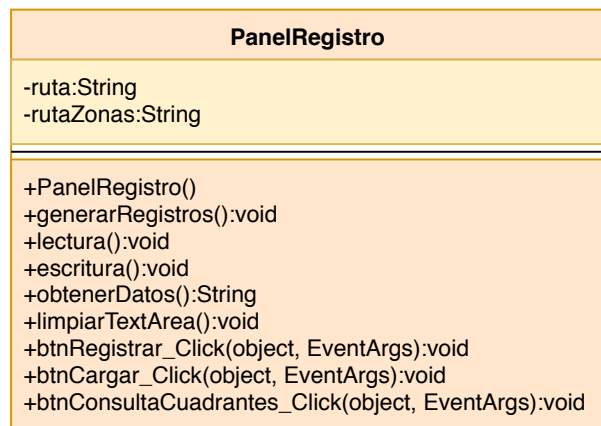 PanelRegistro
-ruta:String
-rutaZonas:String
+PanelRegistro()
+generarRegistros():void
+lectura():void
+escritura():void
+obtenerDatos():String
+limpiarTextArea():void
+btnRegistrar_Click(object, EventArgs):void
+btnCargar_Click(object, EventArgs):void
+btnConsultaCuadrantes_Click(object, EventArgs):void